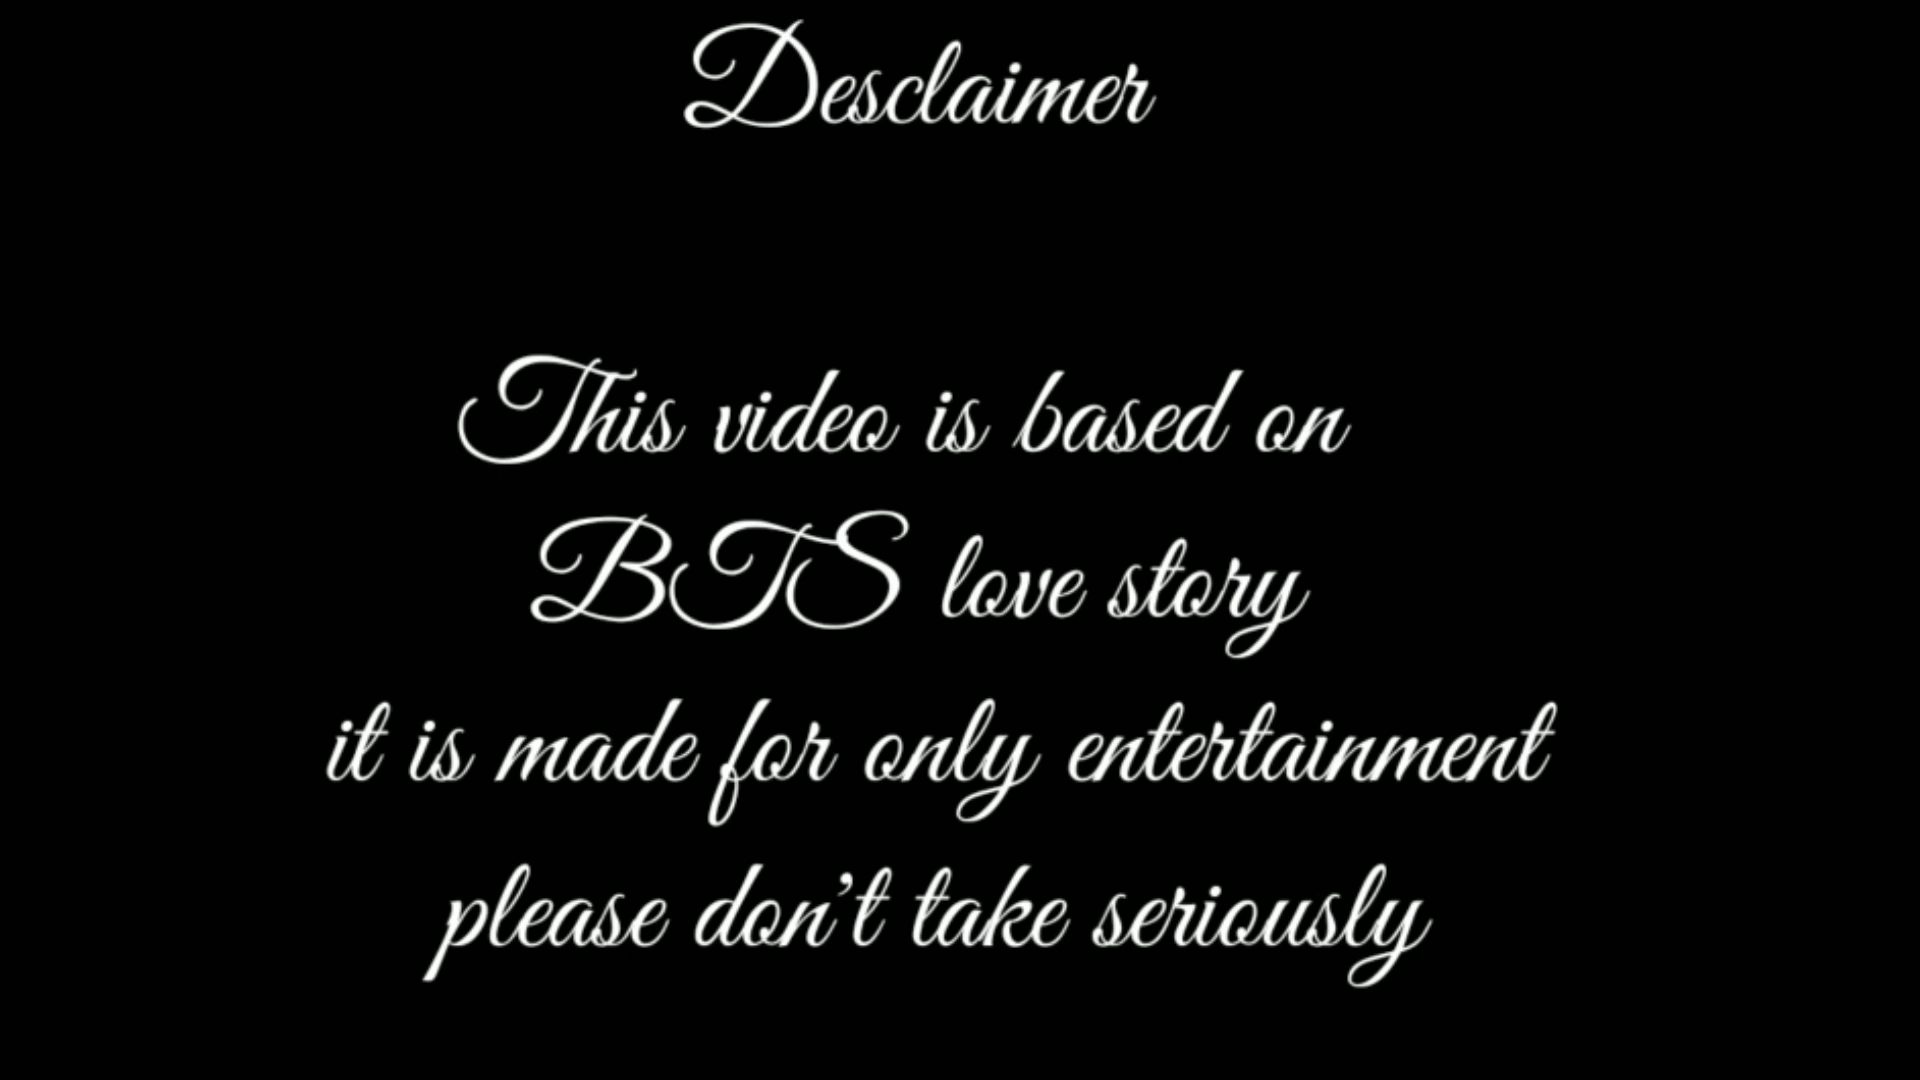 Desclaimer
This video is based on
BTS love story
it is made for only entertainment
please don't take seriously